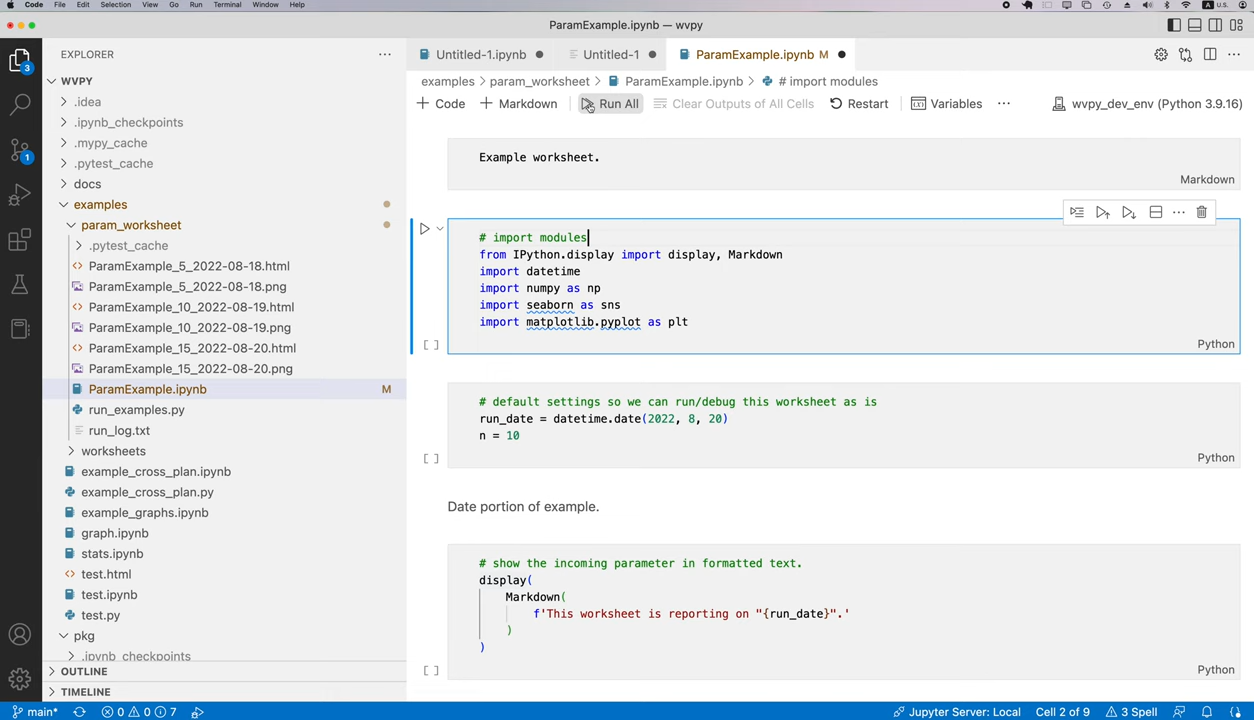 Code File Edit Selection View Go Run Terminal Window Help U.S.
ParamExample.ipynb — wvpy
EXPLORER
Untitled-1.ipynb
Untitled-1
ParamExample.ipynb M
3
WVPY
examples > param_worksheet > ParamExample.ipynb > # import modules
.idea
+ Code + Markdown Run All Clear Outputs of All Cells Restart Variables ... wvpy_dev_env (Python 3.9.16)
.ipynb_checkpoints
.mypy_cache
1
.pytest_cache
docs
examples
param_worksheet
.pytest_cache
ParamExample_5_2022-08-18.html
ParamExample_5_2022-08-18.png
ParamExample_10_2022-08-19.html
ParamExample_10_2022-08-19.png
ParamExample_15_2022-08-20.html
ParamExample_15_2022-08-20.png
ParamExample.ipynb M
run_examples.py
run_log.txt
worksheets
example_cross_plan.ipynb
example_cross_plan.py
example_graphs.ipynb
graph.ipynb
stats.ipynb
test.html
test.ipynb
test.py
pkg
.ipynb_checkpoints
OUTLINE
TIMELINE
Example worksheet.
Markdown
# import modules
from IPython.display import display, Markdown
import datetime
import numpy as np
import seaborn as sns
import matplotlib.pyplot as plt
[ ] Python
# default settings so we can run/debug this worksheet as is
run_date = datetime.date(2022, 8, 20)
n = 10
[ ] Python
Date portion of example.
# show the incoming parameter in formatted text.
display(
Markdown(
f'This worksheet is reporting on "{run_date}".'
)
)
[ ] Python
main* 0 0 7 Jupyter Server: Local Cell 2 of 9 3 Spell